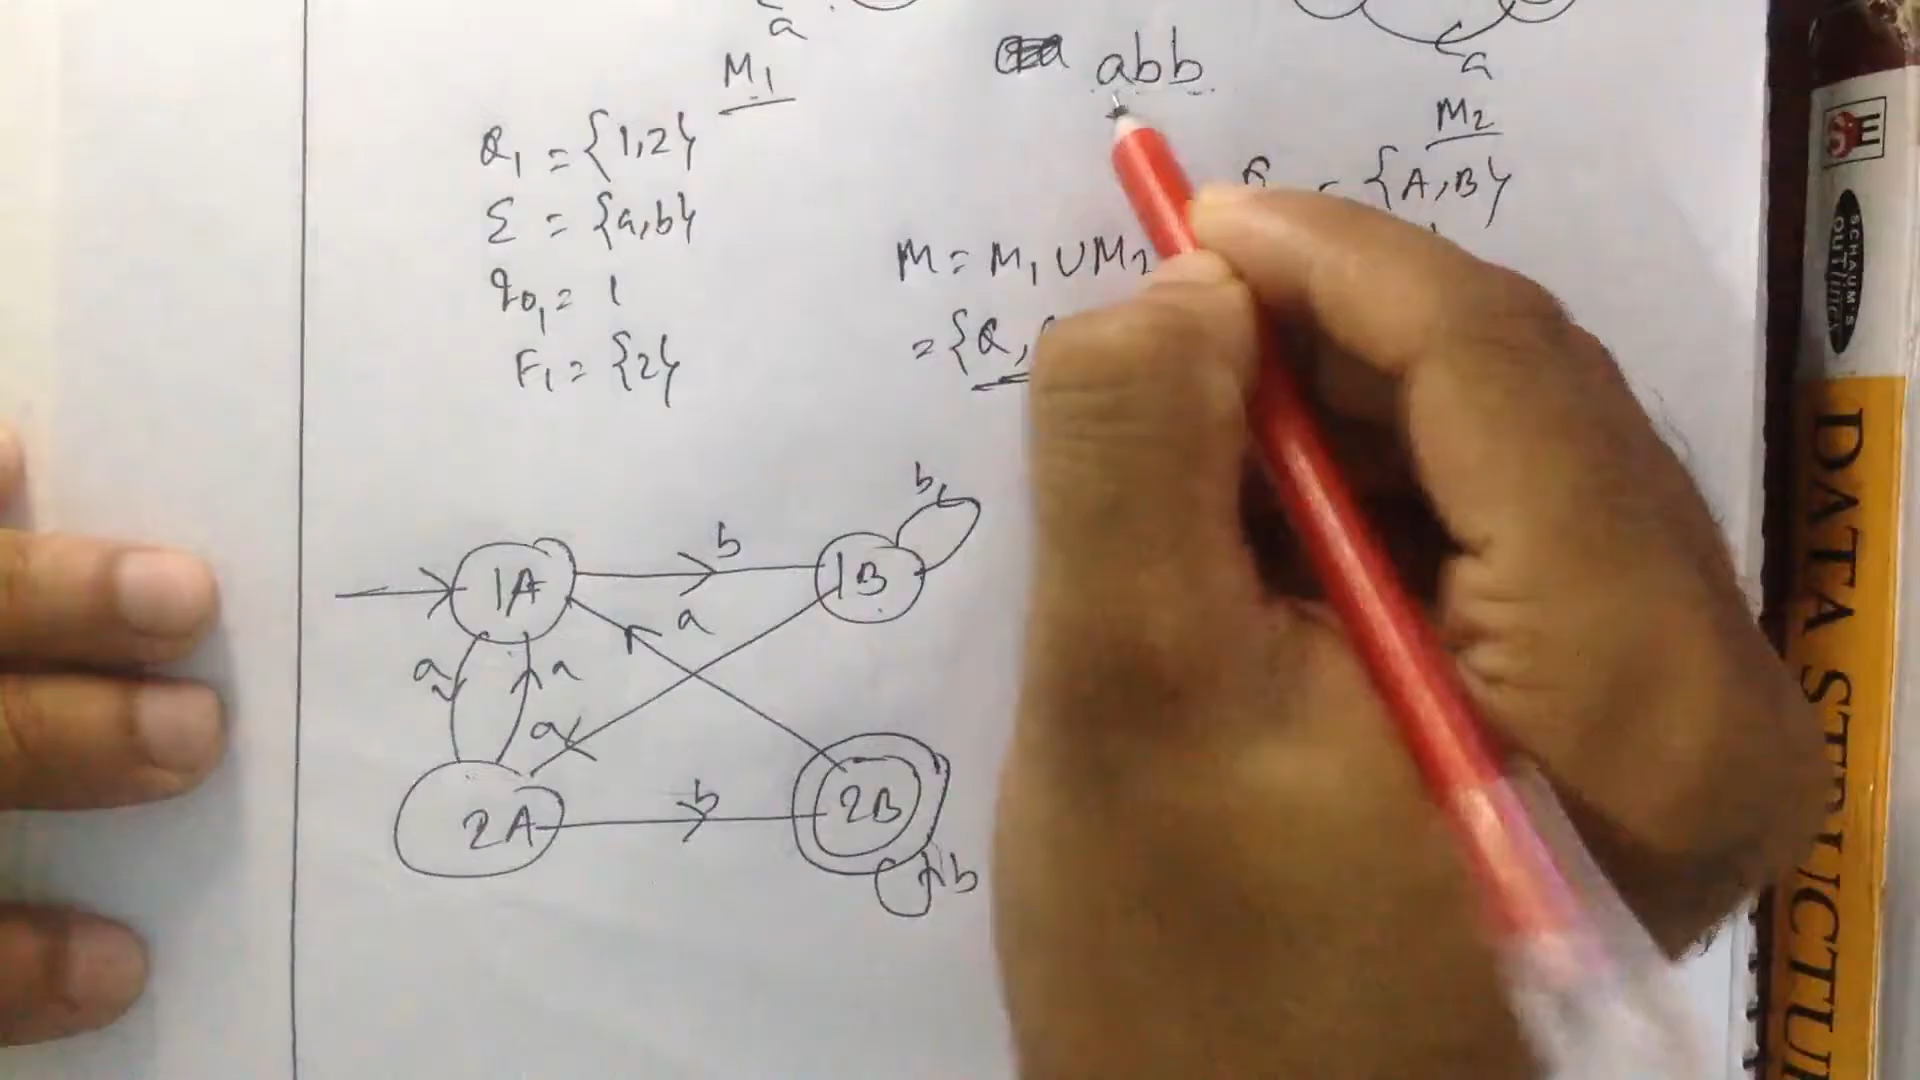 a
a
abb
M₁
M₂
Q₁ = {1,2}
= {A,B}
Σ = {a,b}
M = M₁ ∪ M₂
q₀₁ = 1
= {Q,
F₁ = {2}
b
1A
b
1B
a
a
a
a
2A
b
2B
b
SCHAUM'S
OUTlines
DATA STRUCTUR